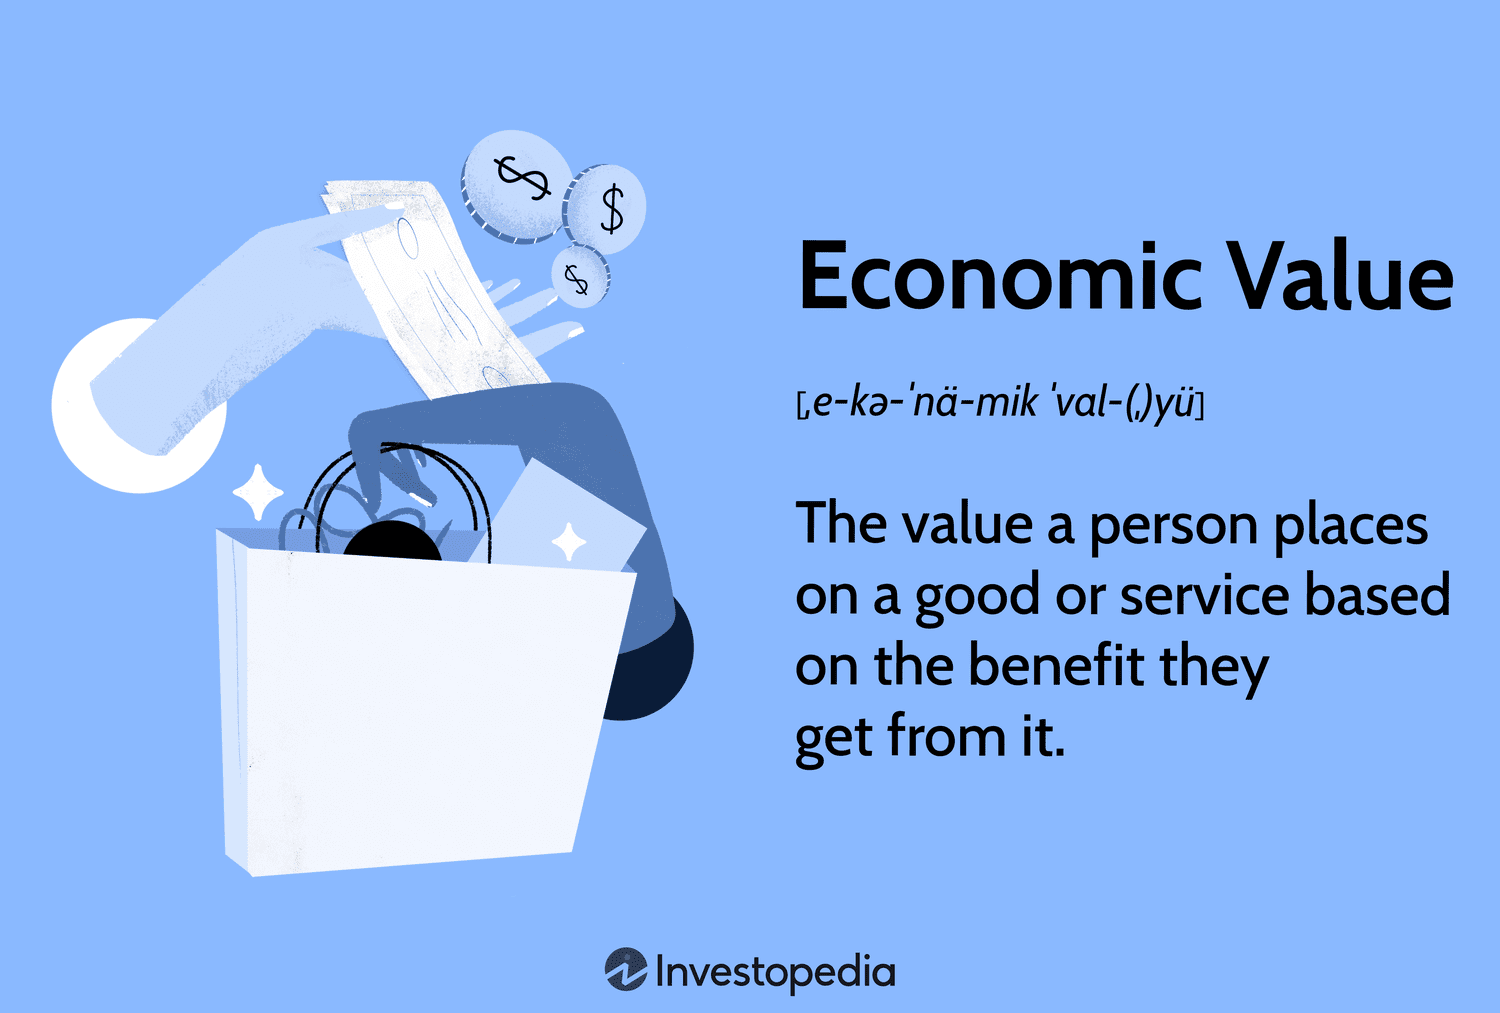 $
$
$
Economic Value
[ˌe-kə-ˈnä-mik ˈval-(ˌ)yü]
The value a person places
on a good or service based
on the benefit they
get from it.
Investopedia